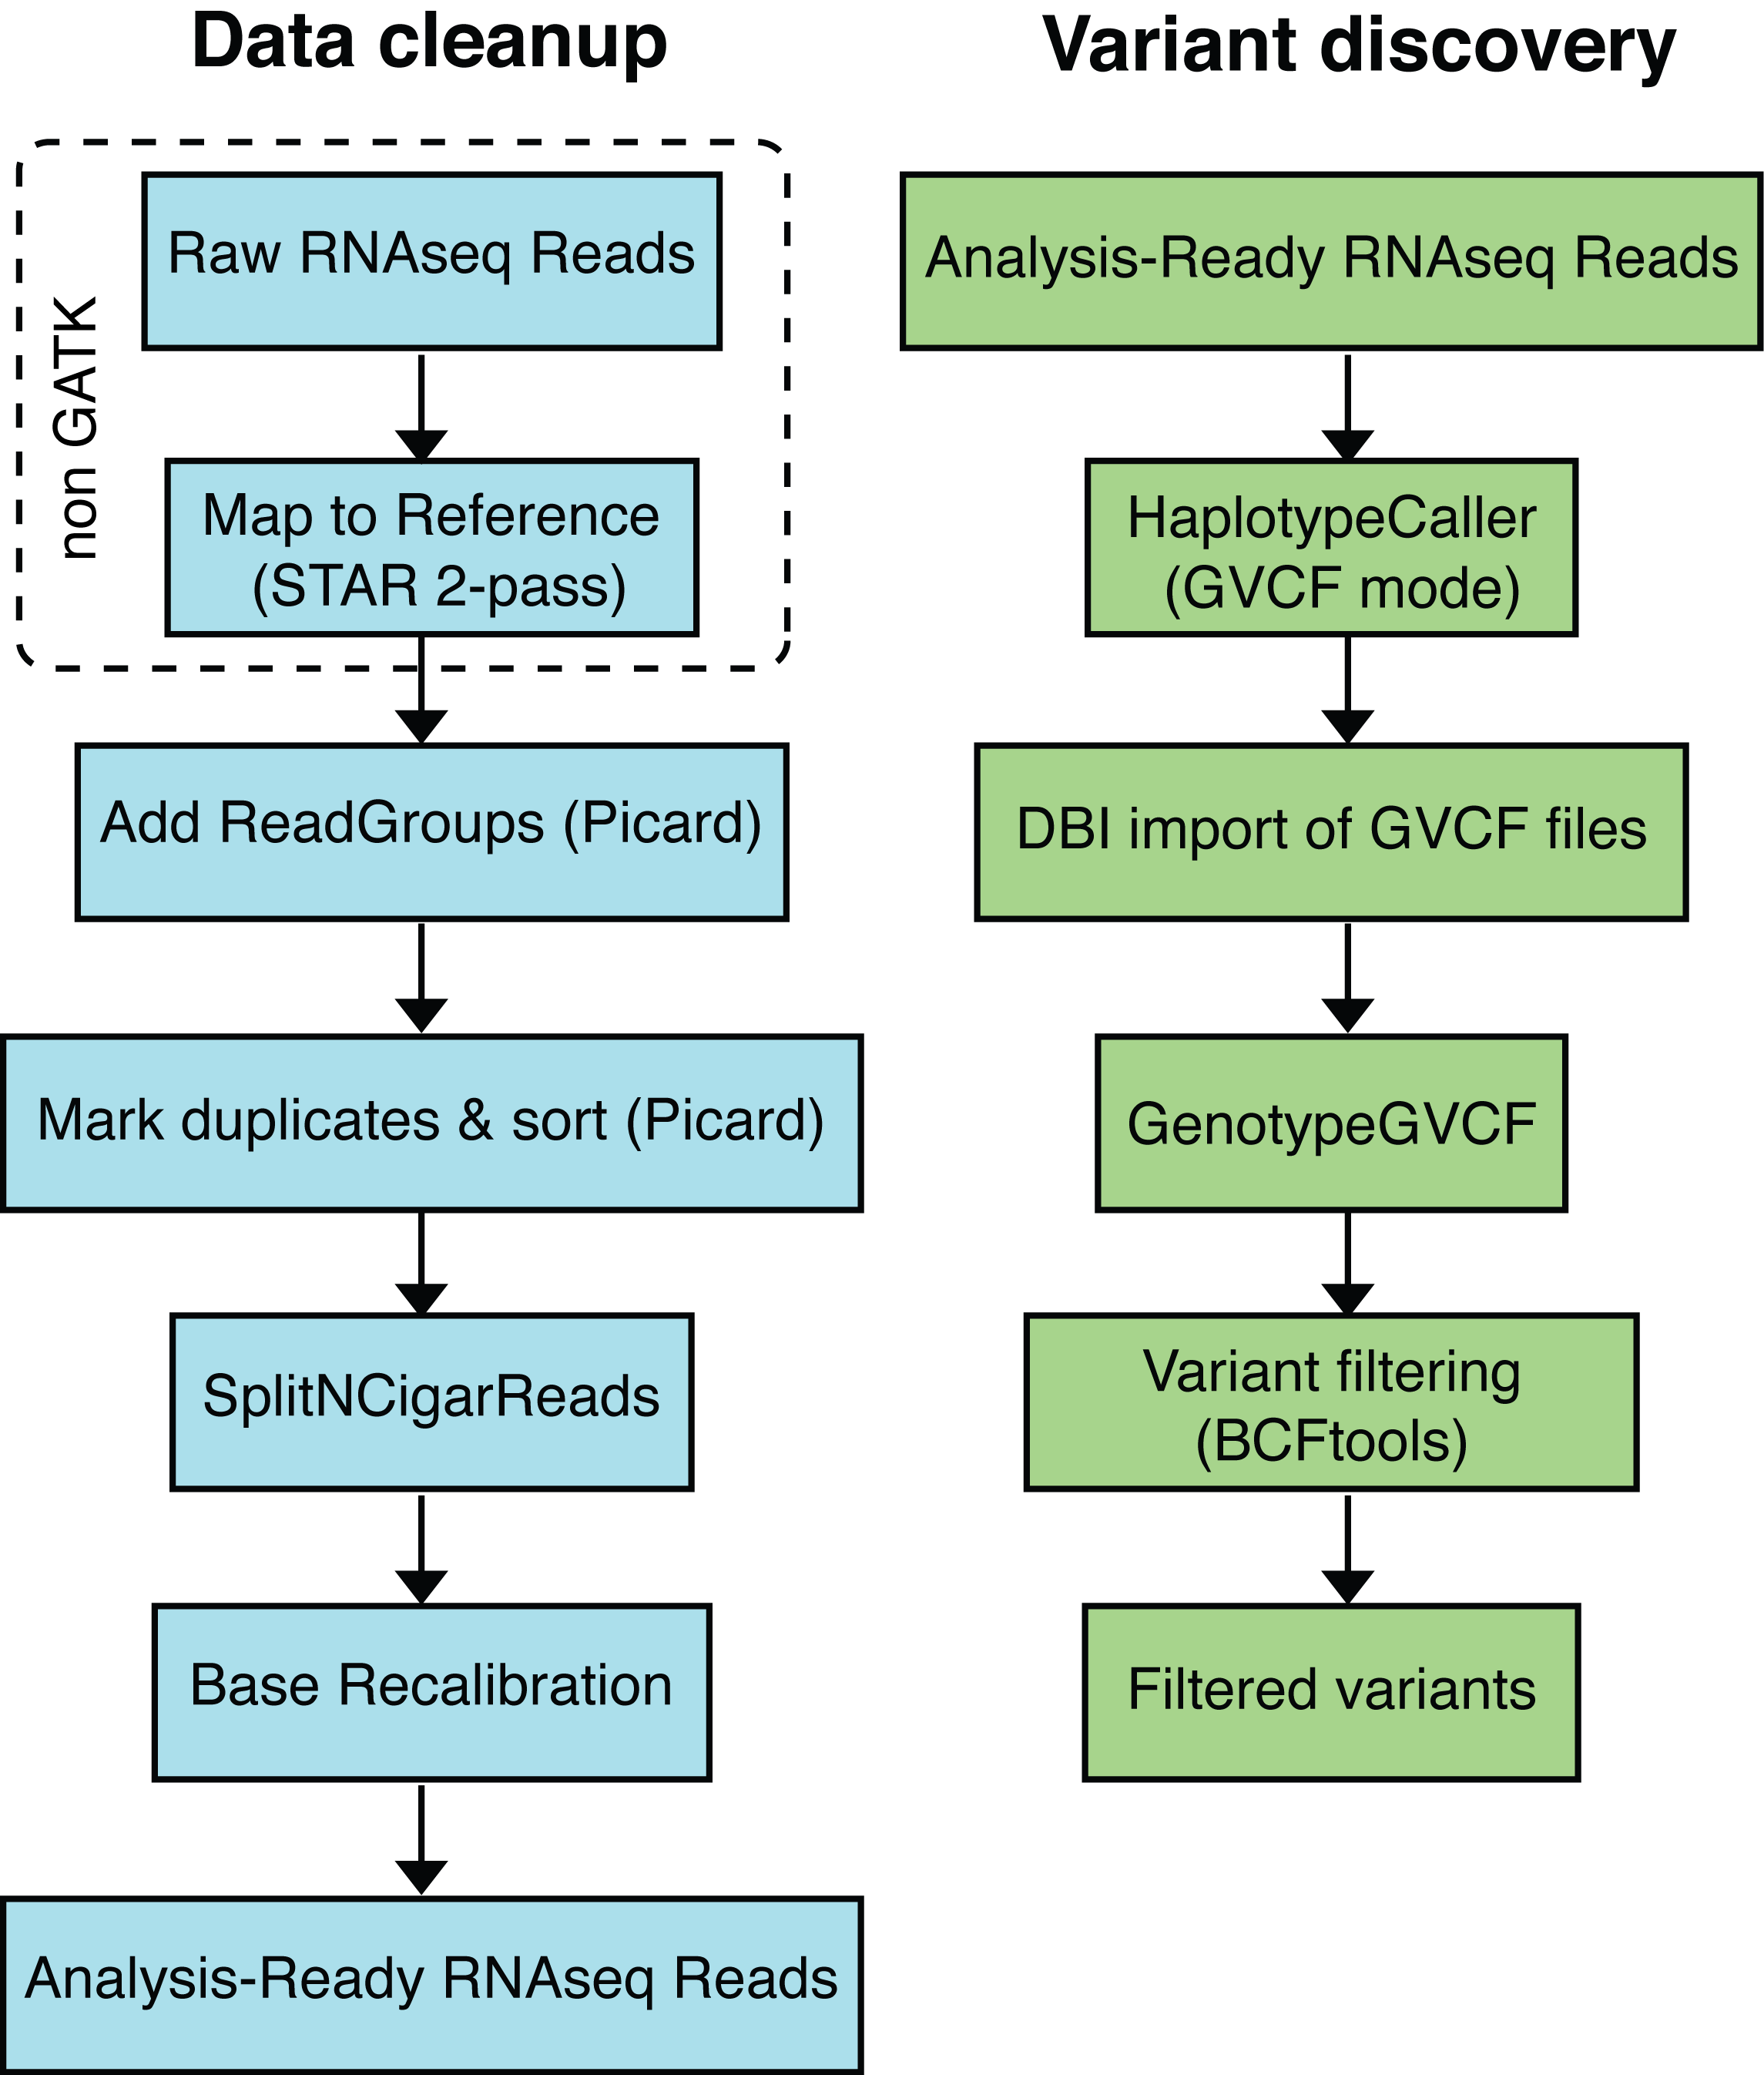 Data cleanup
non GATK
Raw RNAseq Reads
Map to Reference
(STAR 2-pass)
Add ReadGroups (Picard)
Mark duplicates & sort (Picard)
SplitNCigarReads
Base Recalibration
Analysis-Ready RNAseq Reads
Variant discovery
Analysis-Ready RNAseq Reads
HaplotypeCaller
(GVCF mode)
DBI import of GVCF files
GenotypeGVCF
Variant filtering
(BCFtools)
Filtered variants